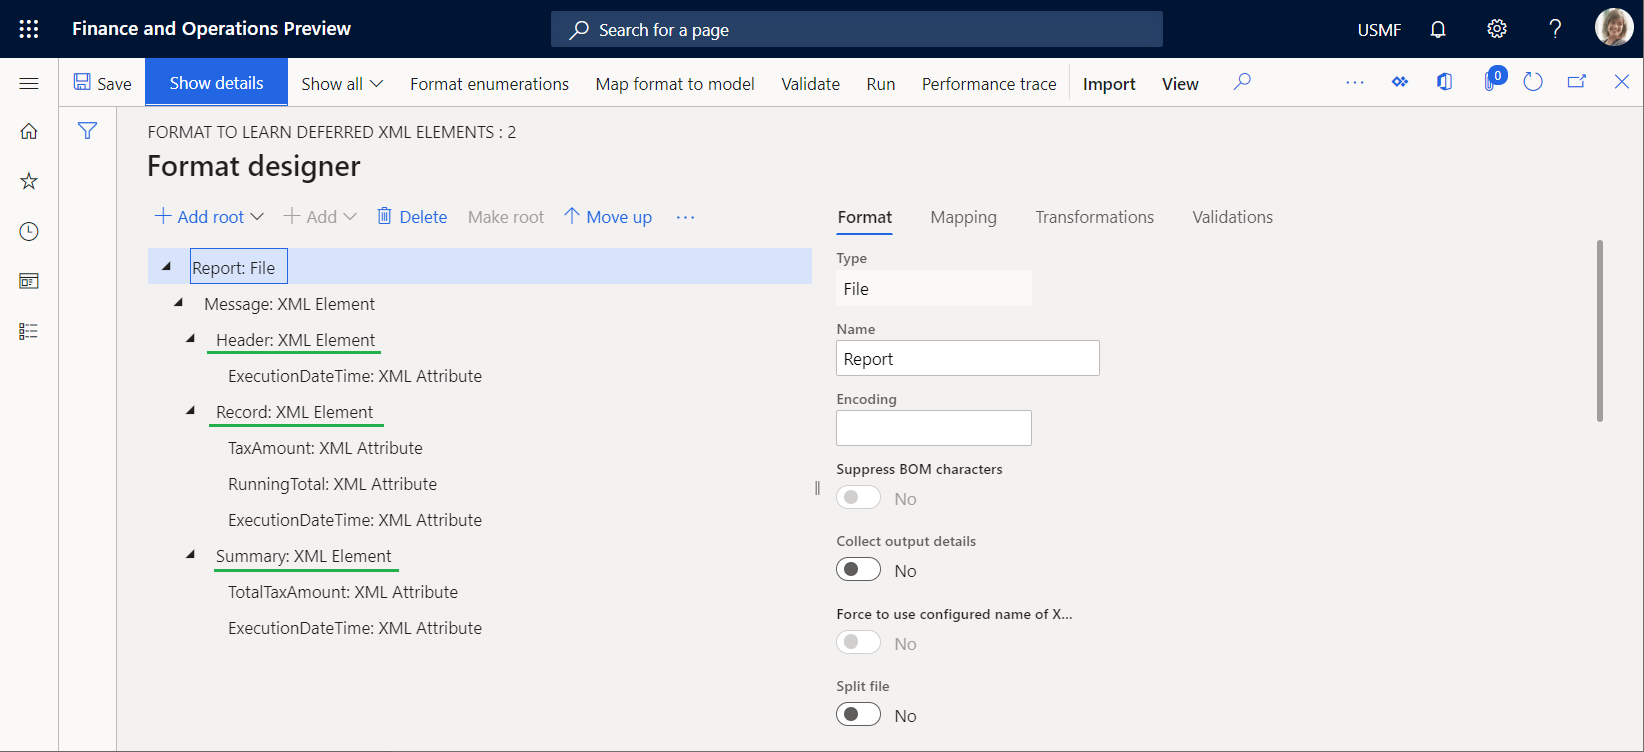 Finance and Operations Preview
Search for a page
USMF
Save
Show details
Show all
Format enumerations
Map format to model
Validate
Run
Performance trace
Import
View
0
FORMAT TO LEARN DEFERRED XML ELEMENTS : 2
Format designer
Add root
Add
Delete
Make root
Move up
Report: File
Message: XML Element
Header: XML Element
ExecutionDateTime: XML Attribute
Record: XML Element
TaxAmount: XML Attribute
RunningTotal: XML Attribute
ExecutionDateTime: XML Attribute
Summary: XML Element
TotalTaxAmount: XML Attribute
ExecutionDateTime: XML Attribute
Format
Mapping
Transformations
Validations
Type
File
Name
Report
Encoding
Suppress BOM characters
No
Collect output details
No
Force to use configured name of X...
No
Split file
No